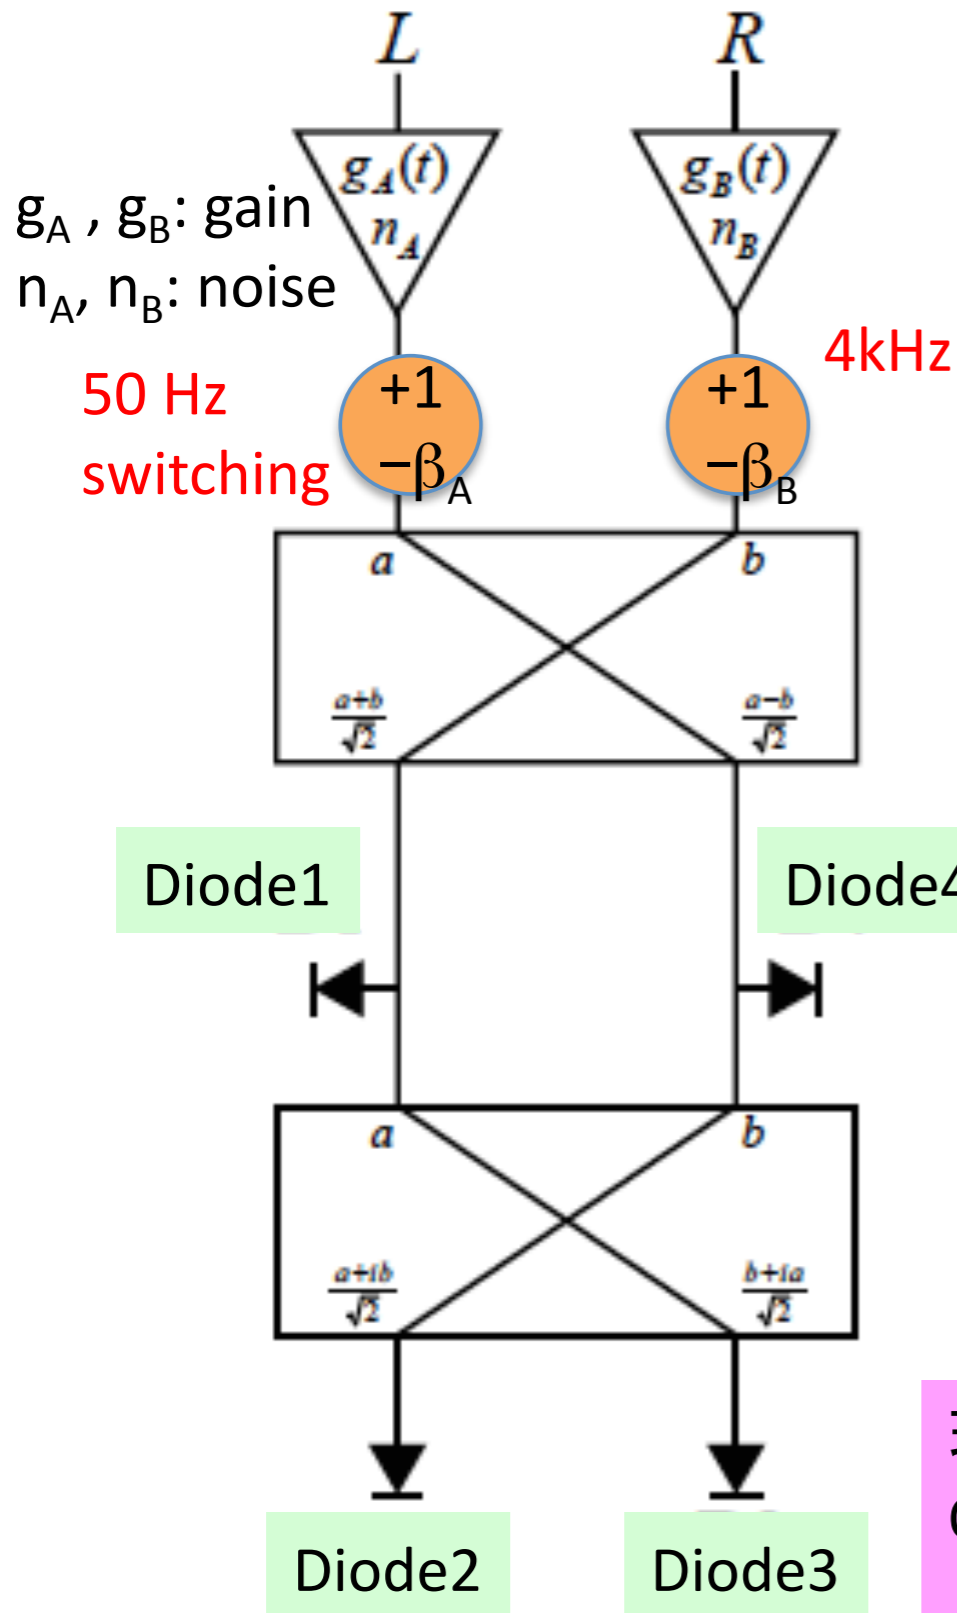 L
R
g_A(t)
n_A
g_B(t)
n_B
g_A , g_B: gain
n_A, n_B: noise
4kHz
50 Hz
switching
+1
−β_A
+1
−β_B
a
b
a+b/√2
a−b/√2
Diode1
Diode4
a
b
a+ib/√2
b+ia/√2
Diode2
Diode3